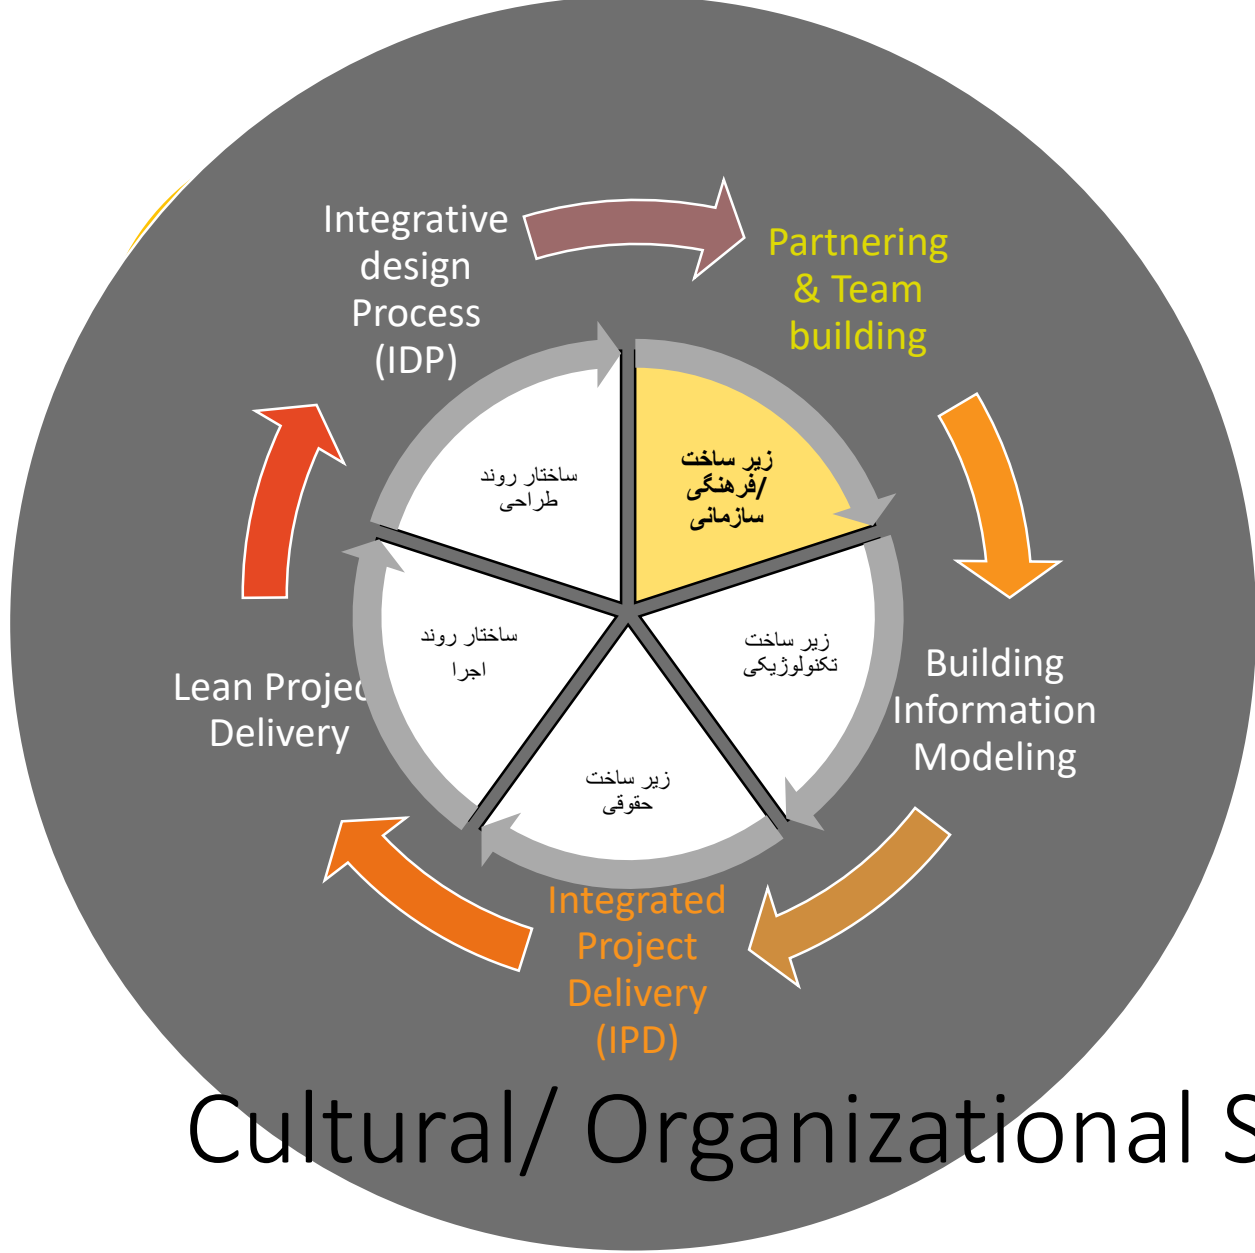 Integrative
design
Process
(IDP)
Partnering
& Team
building
زیر ساخت
فرهنگی/
سازمانی
ساختار روند
طراحی
زیر ساخت
تکنولوژیکی
ساختار روند
اجرا
زیر ساخت
حقوقی
Building
Information
Modeling
Lean Projec
Delivery
Integrated
Project
Delivery
(IPD)
Cultural/ Organizational S